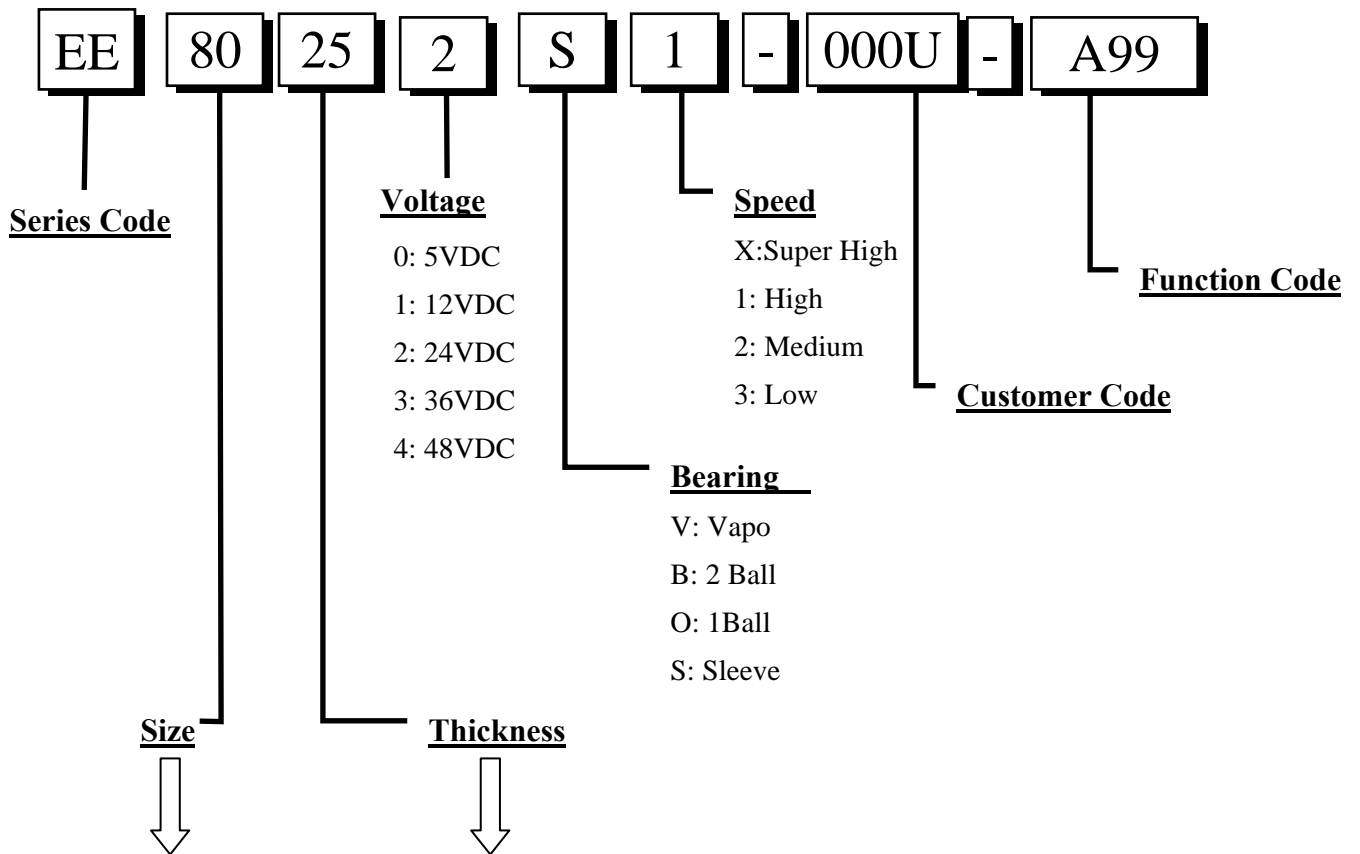 EE 80 25 2 S 1 - 000U - A99
Series Code
Voltage
0: 5VDC
1: 12VDC
2: 24VDC
3: 36VDC
4: 48VDC
Speed
X:Super High
1: High
2: Medium
3: Low
Function Code
Customer Code
Bearing
V: Vapo
B: 2 Ball
O: 1Ball
S: Sleeve
Size
Thickness